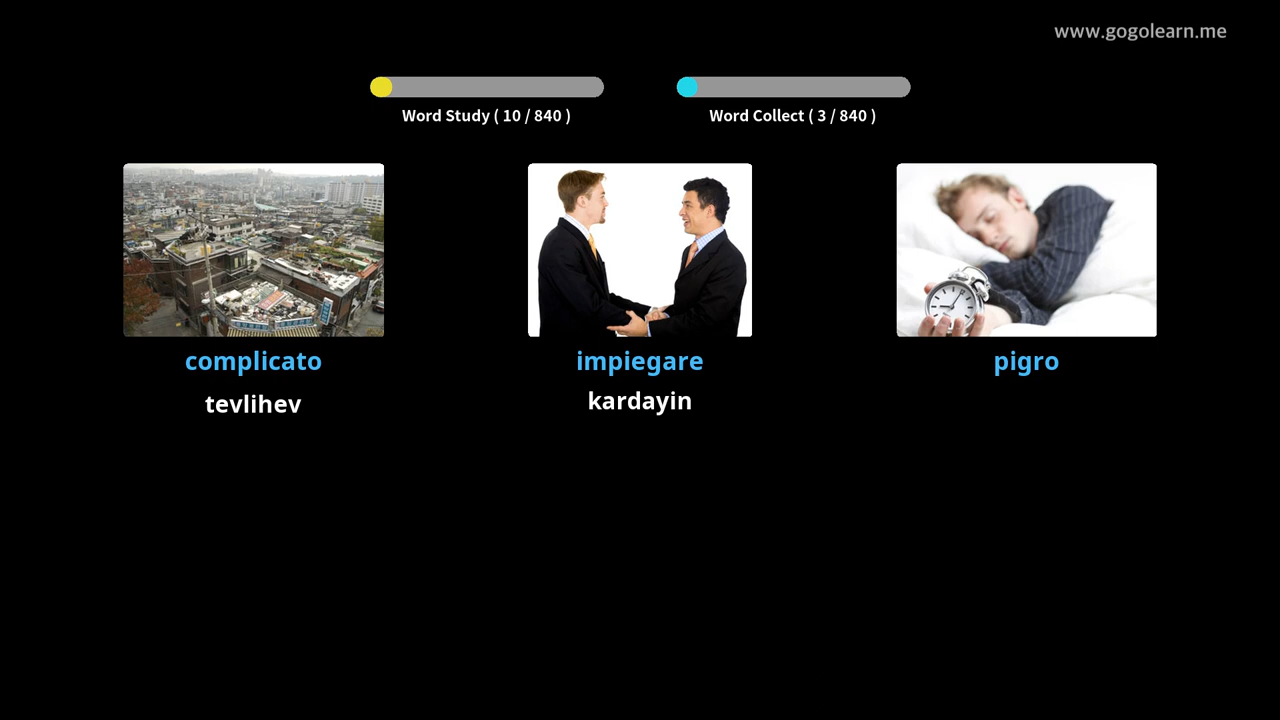 www.gogolearn.me
Word Study ( 10 / 840 )
Word Collect ( 3 / 840 )
complicato
impiegare
pigro
tevlihev
kardayin